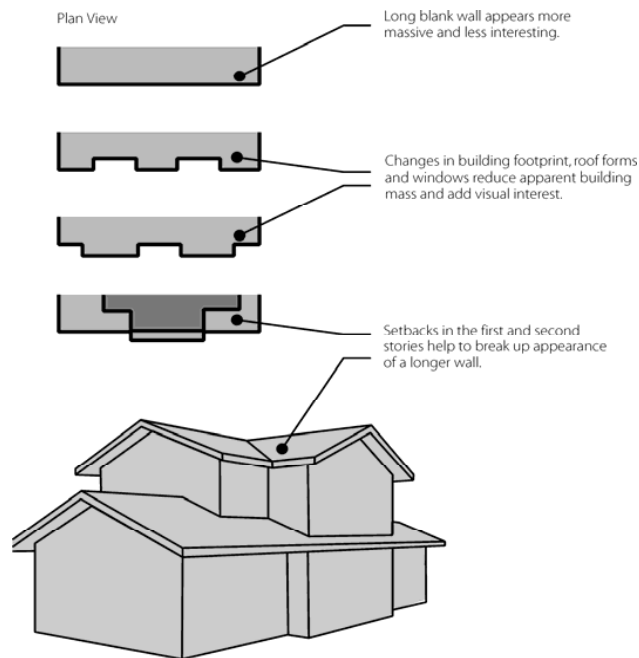 Plan View
Long blank wall appears more
massive and less interesting.
Changes in building footprint, roof forms
and windows reduce apparent building
mass and add visual interest.
Setbacks in the first and second
stories help to break up appearance
of a longer wall.